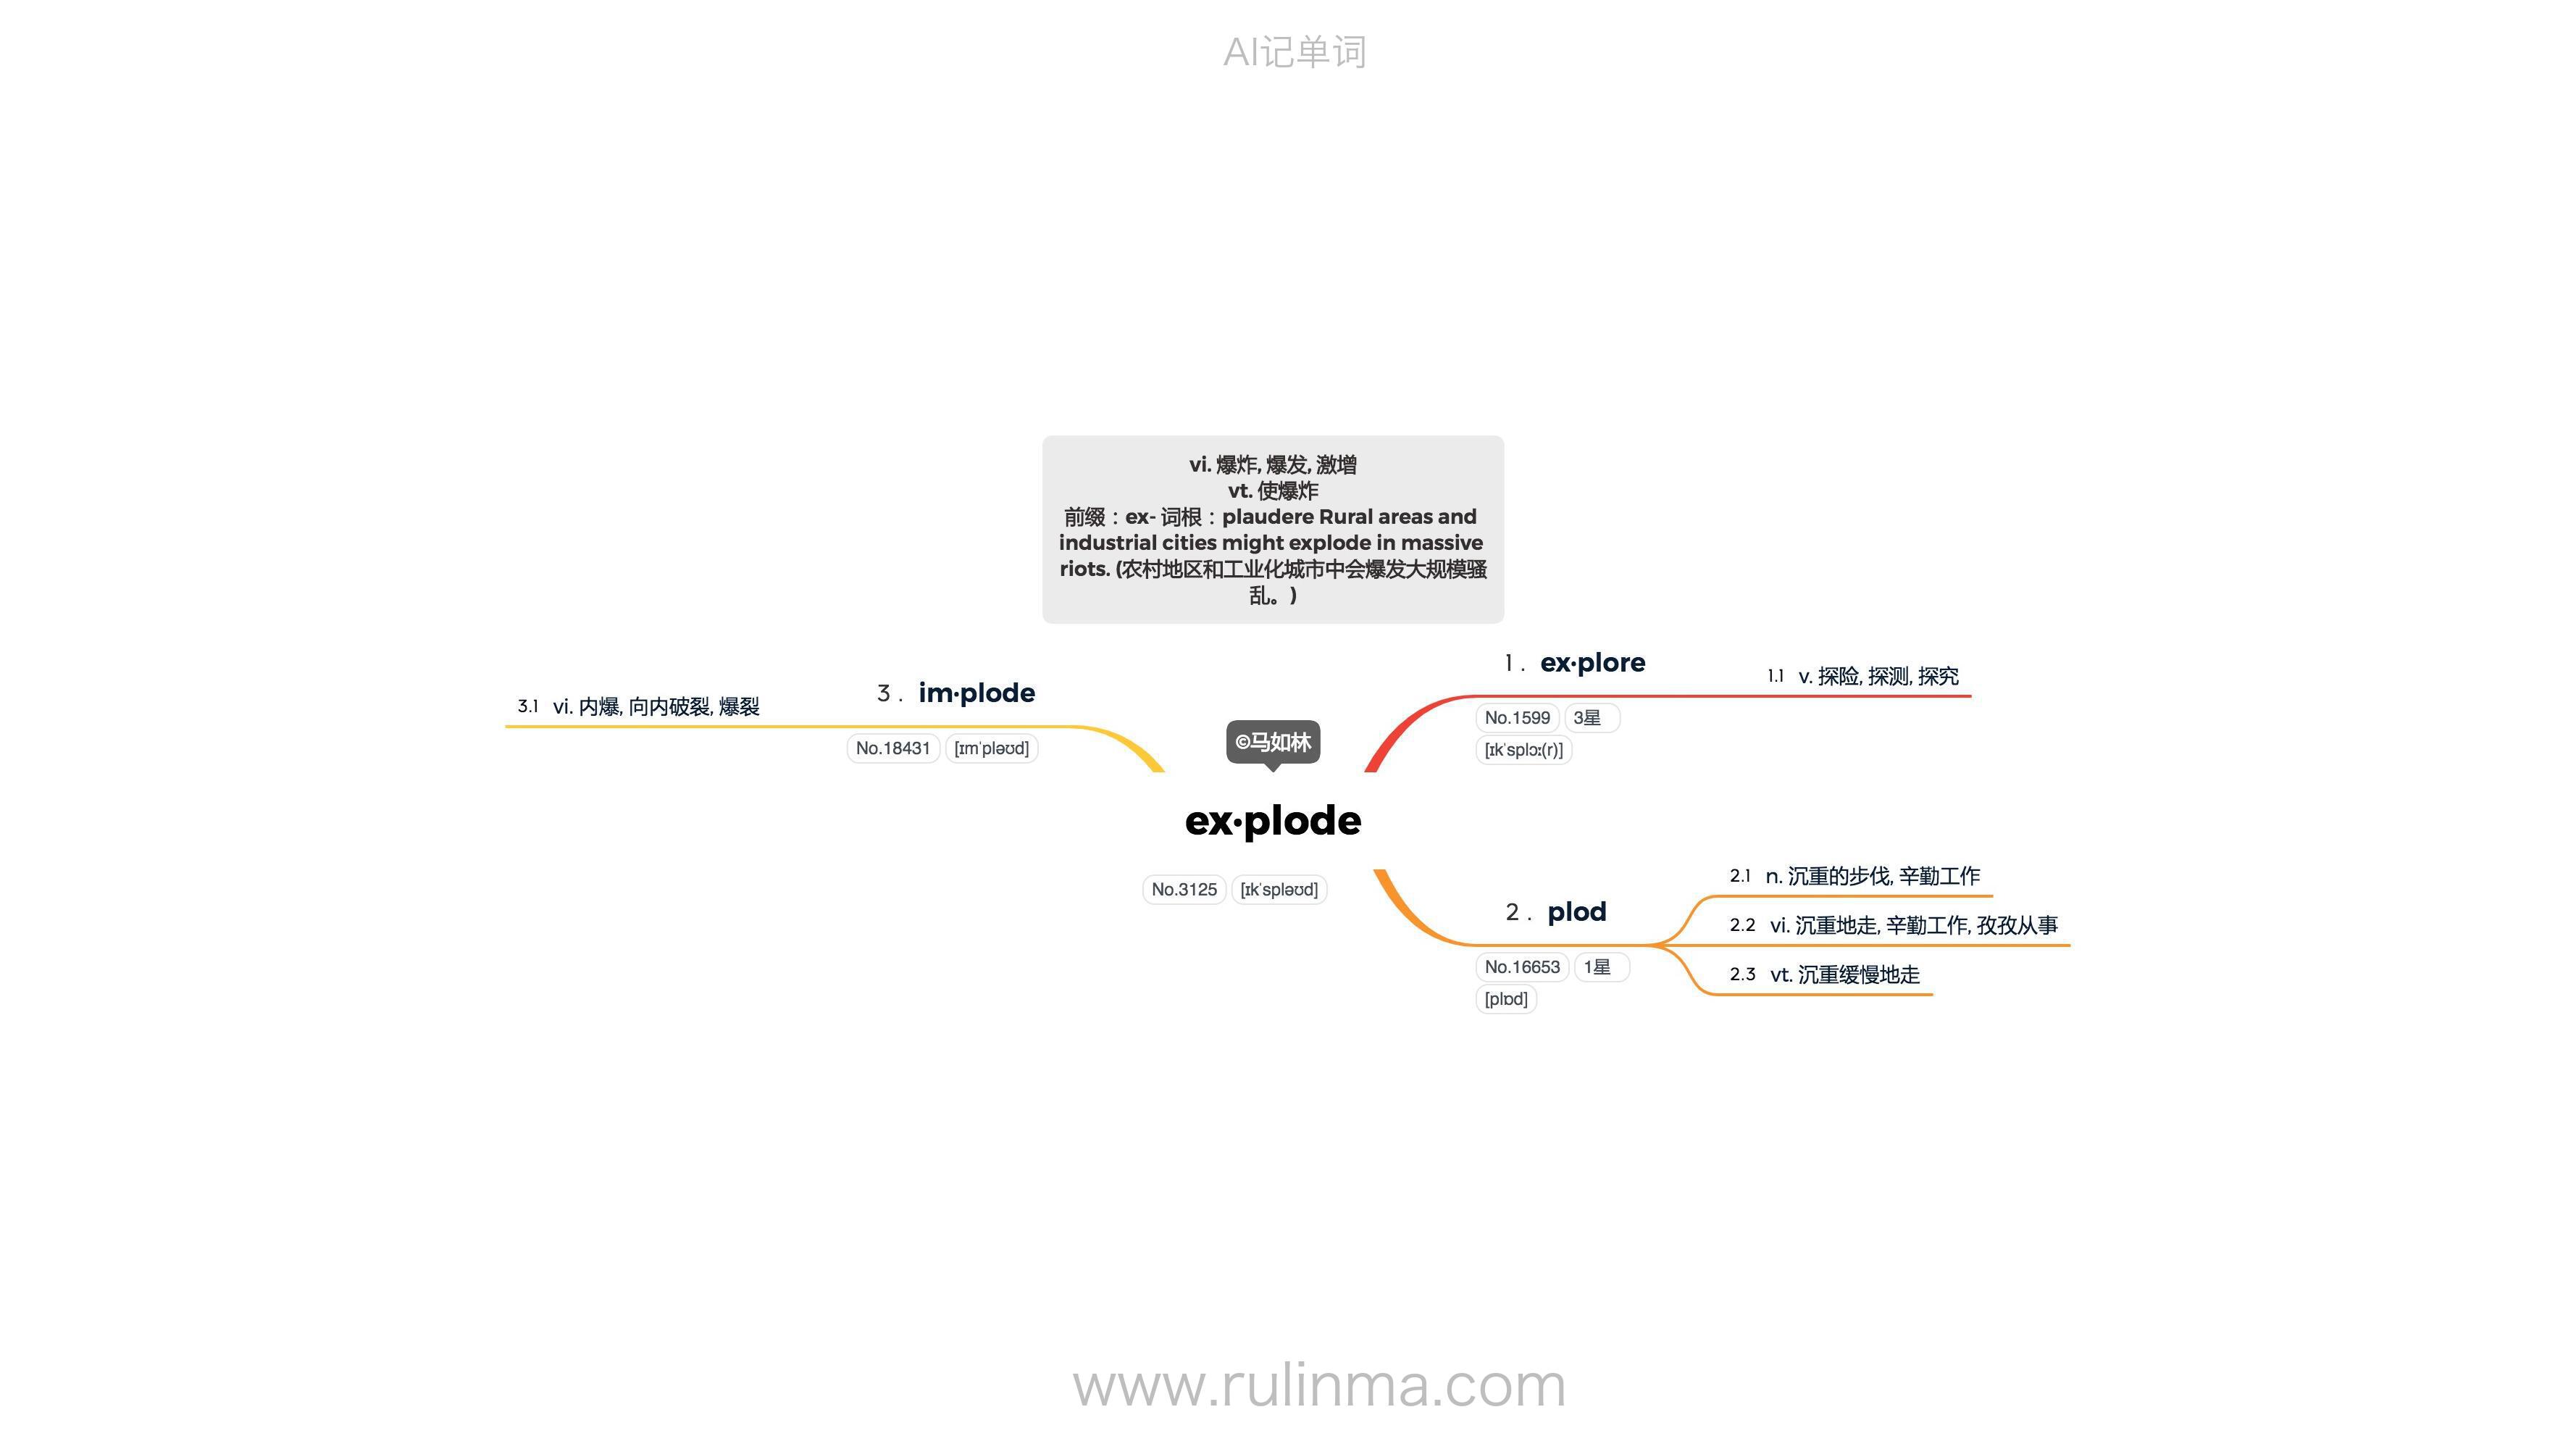 AI记单词
vi. 爆炸, 爆发, 激增
vt. 使爆炸
前缀：ex- 词根：plaudere Rural areas and
industrial cities might explode in massive
riots. (农村地区和工业化城市中会爆发大规模骚
乱。)
1. ex·plore
1.1 v. 探险, 探测, 探究
No.1599 3星
[ɪkˈsplɔː(r)]
3. im·plode
3.1 vi. 内爆, 向内破裂, 爆裂
No.18431 [ɪmˈpləʊd]
©马如林
ex·plode
No.3125 [ɪkˈspləʊd]
2. plod
2.1 n. 沉重的步伐, 辛勤工作
2.2 vi. 沉重地走, 辛勤工作, 孜孜从事
2.3 vt. 沉重缓慢地走
No.16653 1星
[plɒd]
www.rulinma.com